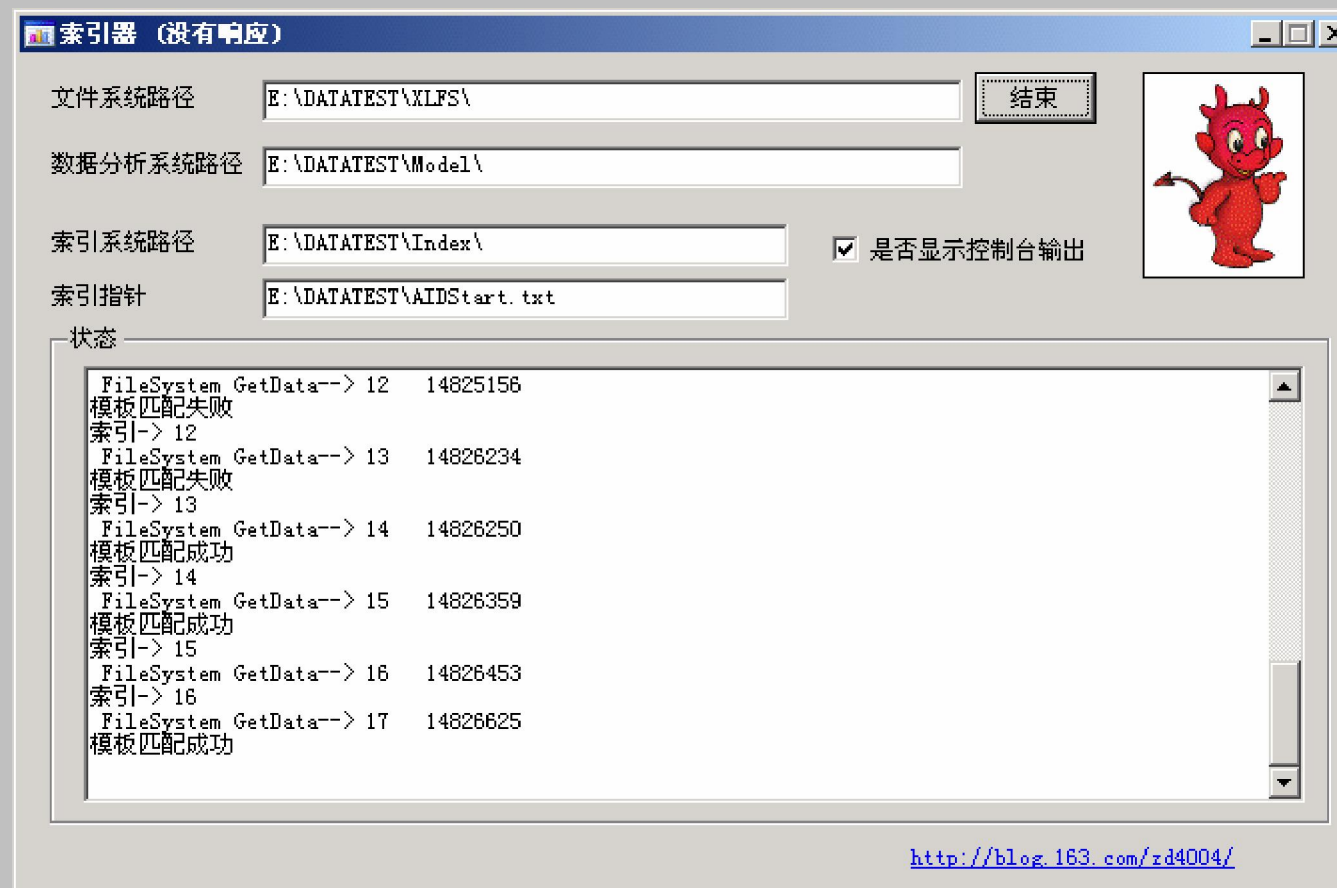 索引器 (没有响应)
文件系统路径 E:\DATATEST\XLFS\ 结束
数据分析系统路径 E:\DATATEST\Model\
索引系统路径 E:\DATATEST\Index\ 是否显示控制台输出
索引指针 E:\DATATEST\AIDStart.txt
状态
FileSystem GetData--> 12 14825156
模板匹配失败
索引-> 12
FileSystem GetData--> 13 14826234
模板匹配失败
索引-> 13
FileSystem GetData--> 14 14826250
模板匹配成功
索引-> 14
FileSystem GetData--> 15 14826359
模板匹配成功
索引-> 15
FileSystem GetData--> 16 14826453
索引-> 16
FileSystem GetData--> 17 14826625
模板匹配成功
http://blog.163.com/zd4004/